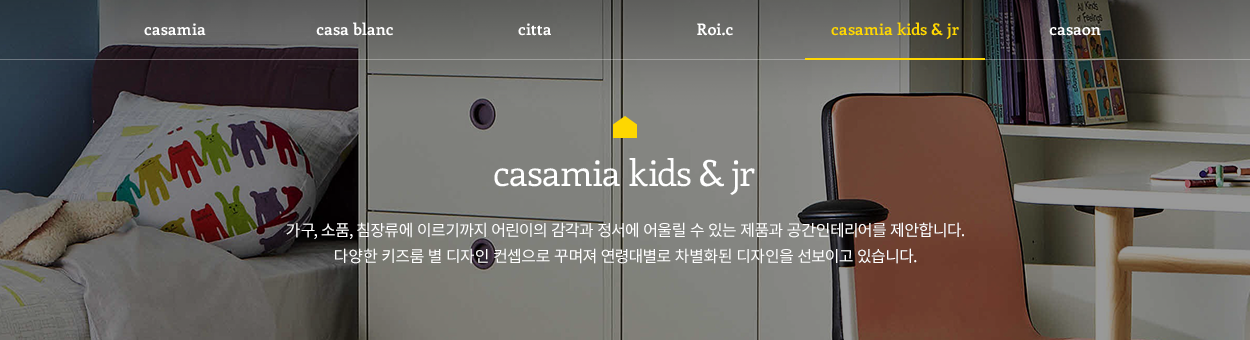 casamia casa blanc citta Roi.c casamia kids & jr casaon
casamia kids & jr
가구, 소품, 침장류에 이르기까지 어린이의 감각과 정서에 어울릴 수 있는 제품과 공간인테리어를 제안합니다.
다양한 키즈룸 별 디자인 컨셉으로 꾸며져 연령대별로 차별화된 디자인을 선보이고 있습니다.